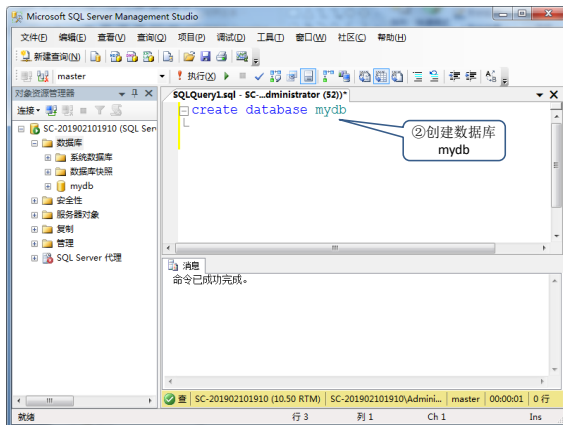 Microsoft SQL Server Management Studio
文件(F) 编辑(E) 查看(V) 查询(Q) 项目(P) 调试(D) 工具(T) 窗口(W) 社区(C) 帮助(H)
新建查询(N)
master 执行(X)
对象资源管理器
连接
SC-201902101910 (SQL Serv
数据库
系统数据库
数据库快照
mydb
安全性
服务器对象
复制
管理
SQL Server 代理
SQLQuery1.sql - SC-...dministrator (52))*
create database mydb
②创建数据库
mydb
消息
命令已成功完成。
查 SC-201902101910 (10.50 RTM) SC-201902101910\Admini... master 00:00:01 0 行
就绪 行 3 列 1 Ch 1 Ins